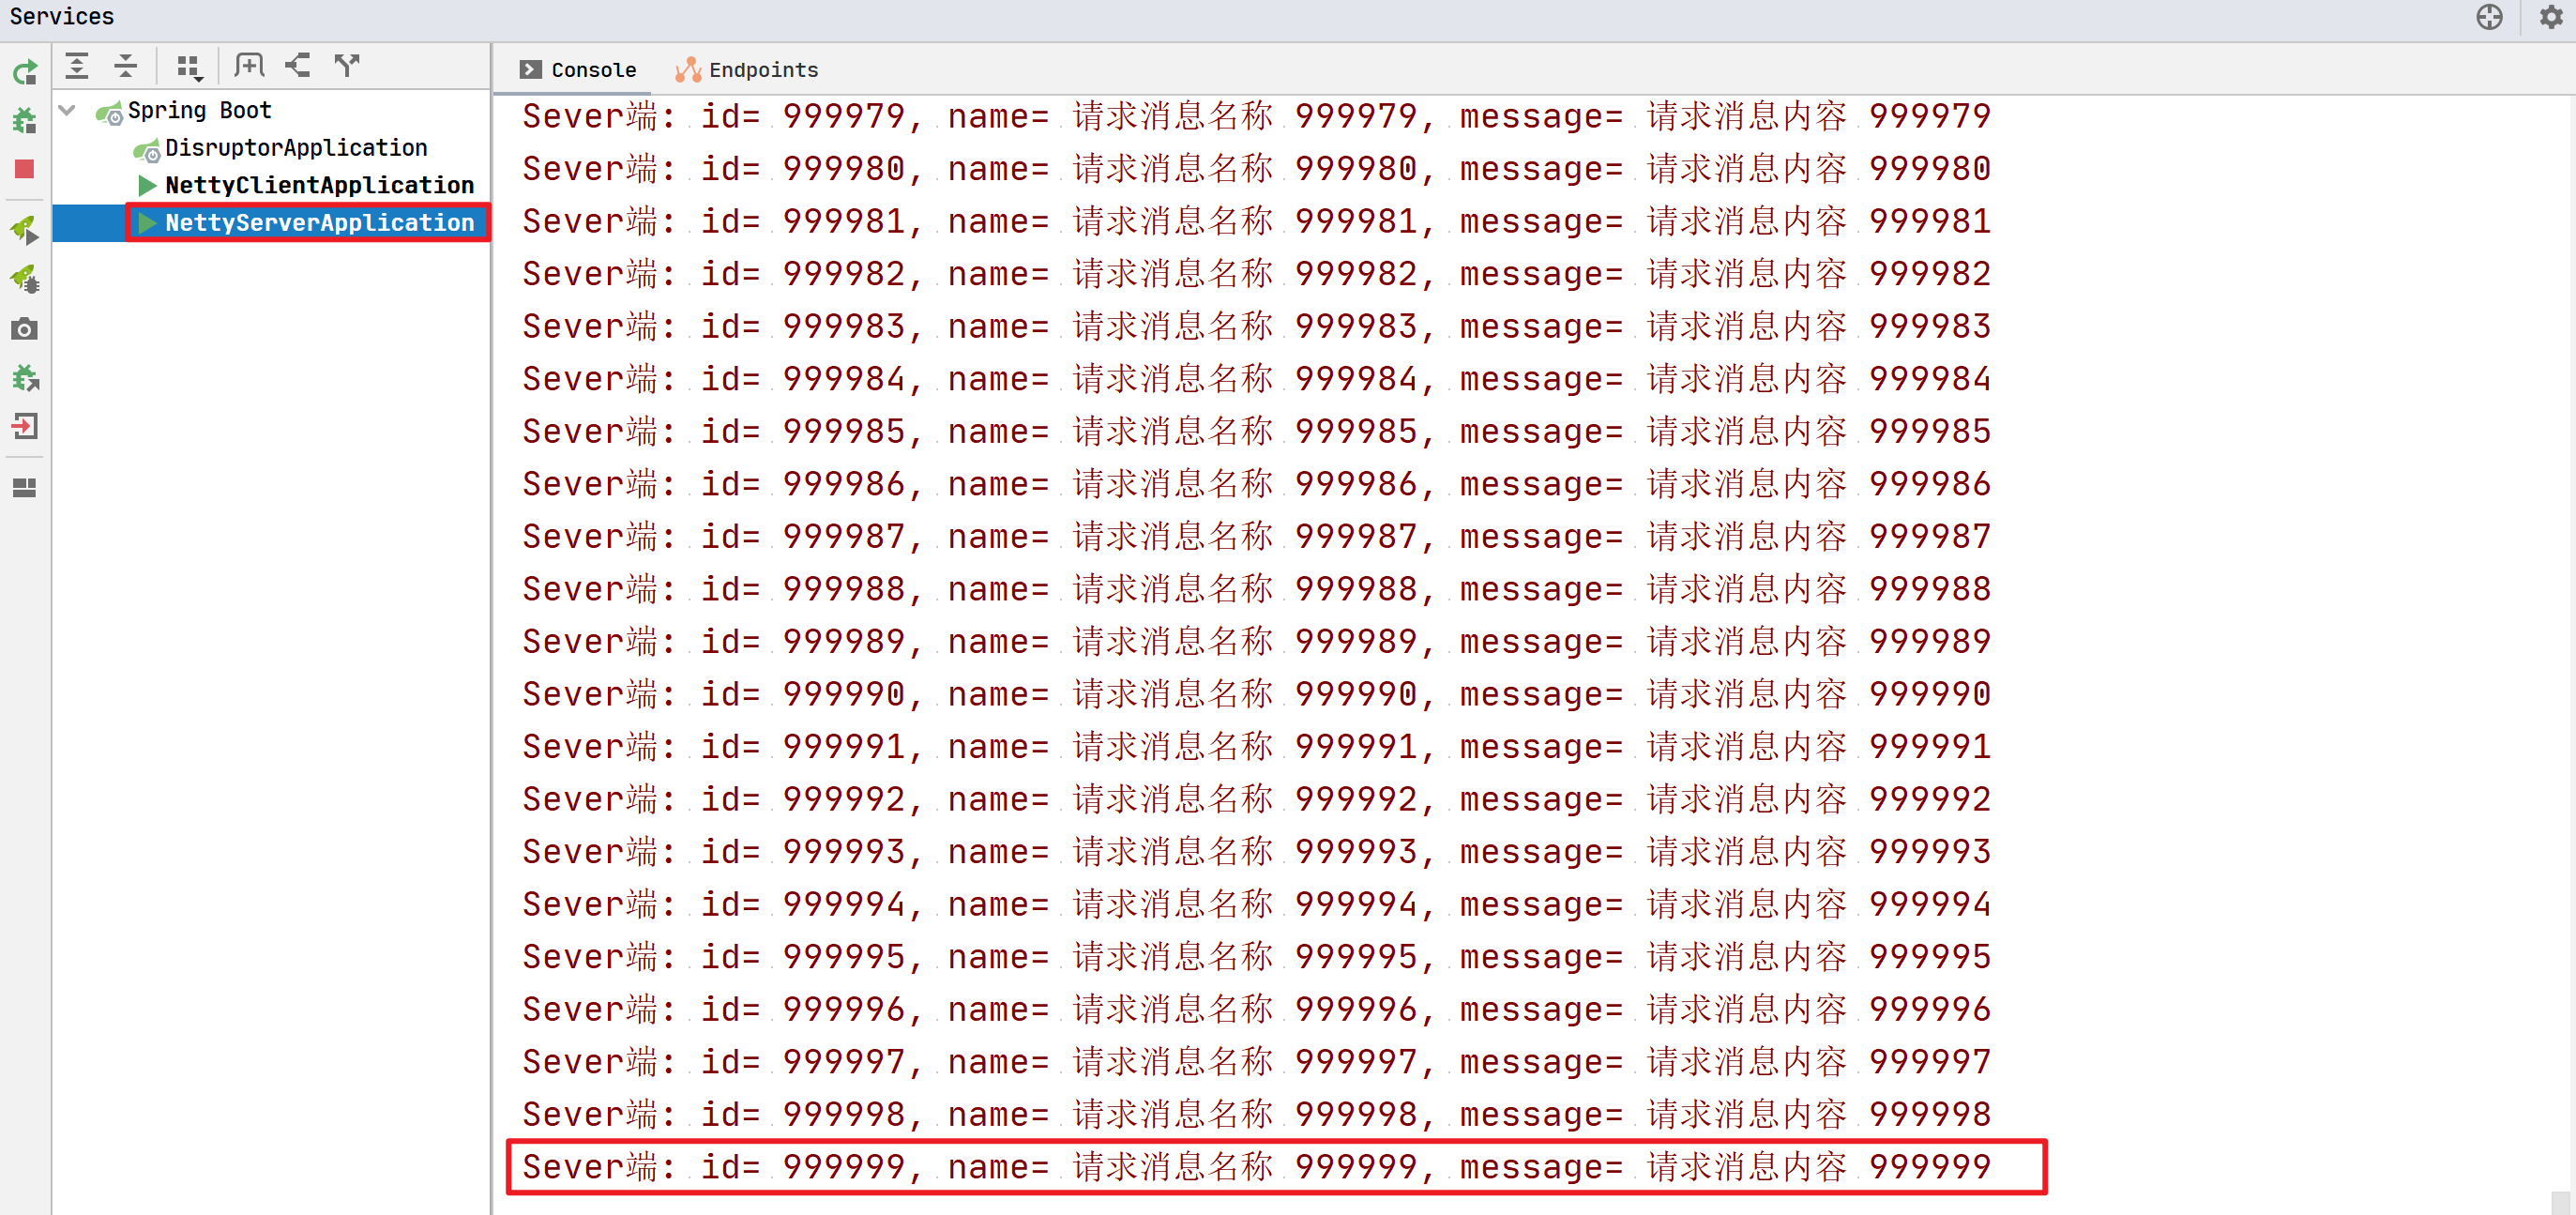 Services
Spring Boot
DisruptorApplication
NettyClientApplication
NettyServerApplication
Console
Endpoints
Sever端: id= 999979, name= 请求消息名称 999979, message= 请求消息内容 999979
Sever端: id= 999980, name= 请求消息名称 999980, message= 请求消息内容 999980
Sever端: id= 999981, name= 请求消息名称 999981, message= 请求消息内容 999981
Sever端: id= 999982, name= 请求消息名称 999982, message= 请求消息内容 999982
Sever端: id= 999983, name= 请求消息名称 999983, message= 请求消息内容 999983
Sever端: id= 999984, name= 请求消息名称 999984, message= 请求消息内容 999984
Sever端: id= 999985, name= 请求消息名称 999985, message= 请求消息内容 999985
Sever端: id= 999986, name= 请求消息名称 999986, message= 请求消息内容 999986
Sever端: id= 999987, name= 请求消息名称 999987, message= 请求消息内容 999987
Sever端: id= 999988, name= 请求消息名称 999988, message= 请求消息内容 999988
Sever端: id= 999989, name= 请求消息名称 999989, message= 请求消息内容 999989
Sever端: id= 999990, name= 请求消息名称 999990, message= 请求消息内容 999990
Sever端: id= 999991, name= 请求消息名称 999991, message= 请求消息内容 999991
Sever端: id= 999992, name= 请求消息名称 999992, message= 请求消息内容 999992
Sever端: id= 999993, name= 请求消息名称 999993, message= 请求消息内容 999993
Sever端: id= 999994, name= 请求消息名称 999994, message= 请求消息内容 999994
Sever端: id= 999995, name= 请求消息名称 999995, message= 请求消息内容 999995
Sever端: id= 999996, name= 请求消息名称 999996, message= 请求消息内容 999996
Sever端: id= 999997, name= 请求消息名称 999997, message= 请求消息内容 999997
Sever端: id= 999998, name= 请求消息名称 999998, message= 请求消息内容 999998
Sever端: id= 999999, name= 请求消息名称 999999, message= 请求消息内容 999999